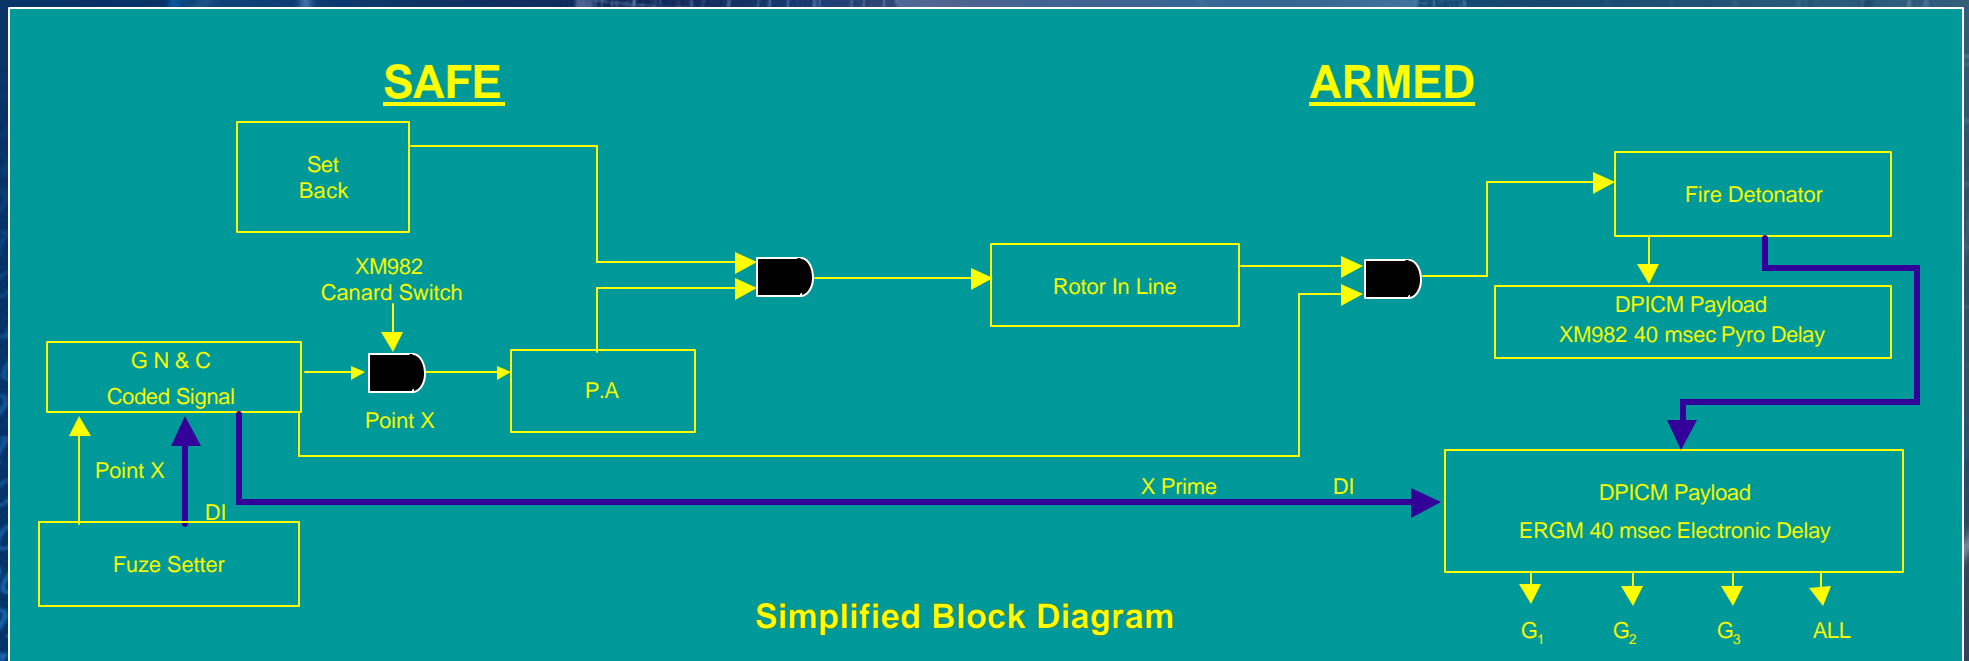 SAFE
ARMED
Set
Back
Fire Detonator
XM982
Canard Switch
Rotor In Line
DPICM Payload
XM982 40 msec Pyro Delay
G N & C
Coded Signal
P.A
Point X
Point X
DI
X Prime
DI
DPICM Payload
ERGM 40 msec Electronic Delay
Fuze Setter
Simplified Block Diagram
G1
G2
G3
ALL